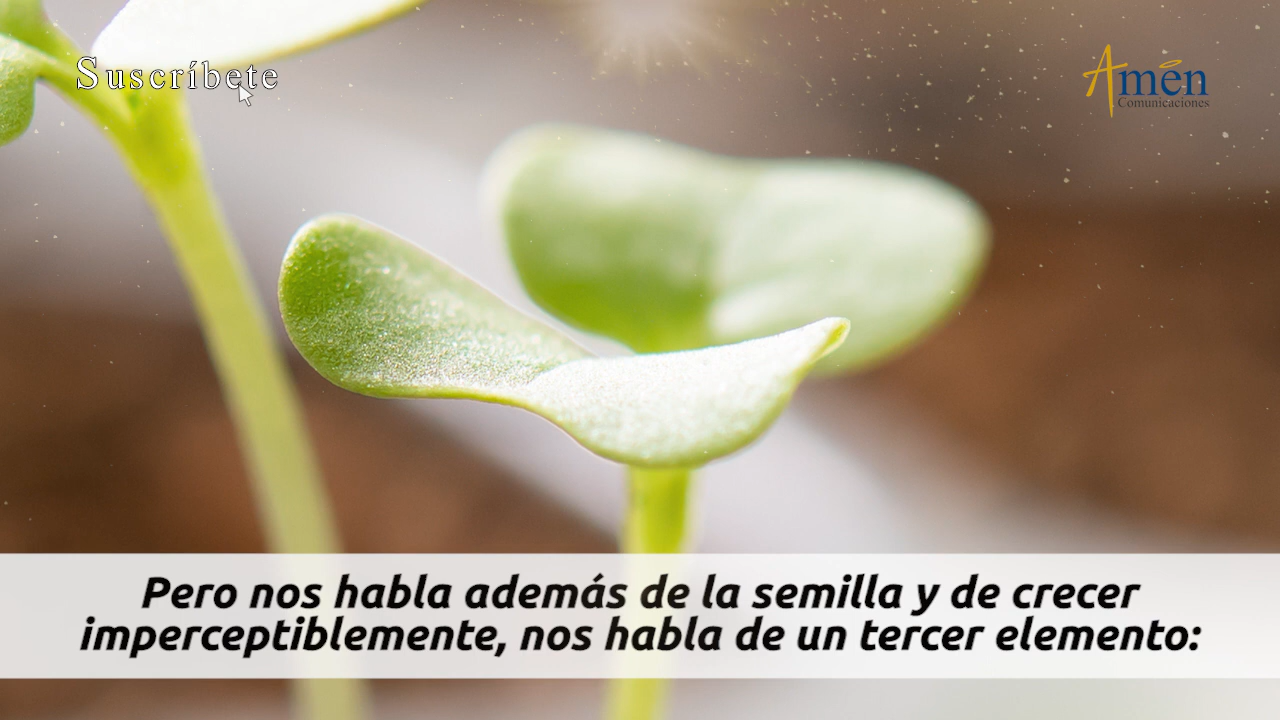 Suscríbete
Amén
Comunicaciones
Pero nos habla además de la semilla y de crecer
imperceptiblemente, nos habla de un tercer elemento: